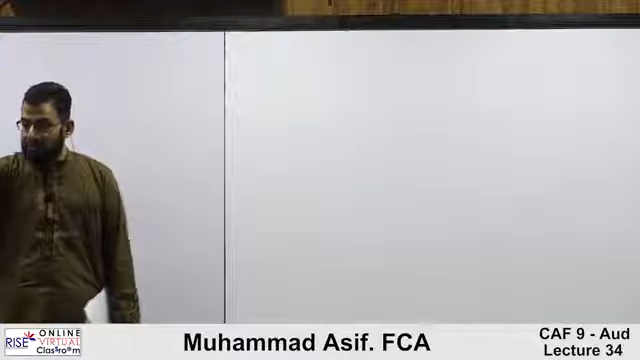 RISE
ONLINE
VIRTUAL
Classroom
Muhammad Asif. FCA
CAF 9 - Aud
Lecture 34